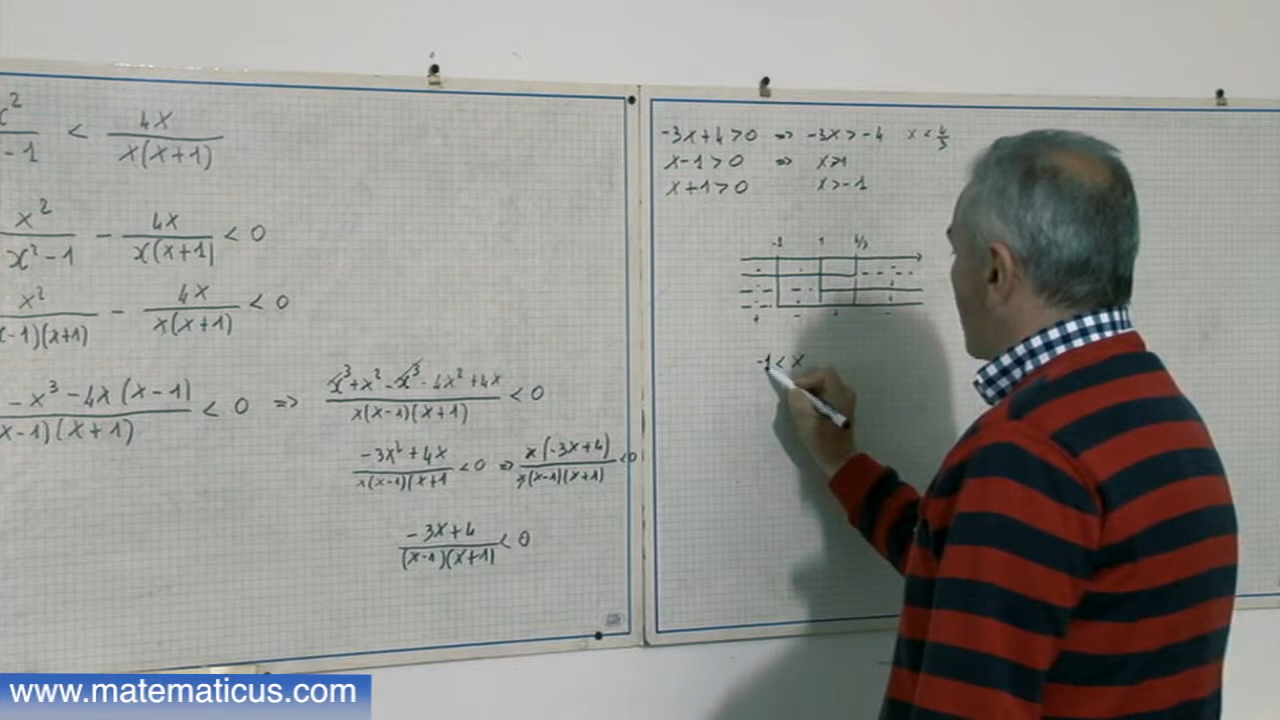 x² / -1 < 4x / x(x+1)
x² / x²-1 - 4x / x(x+1) < 0
x² / (x-1)(x+1) - 4x / x(x+1) < 0
- x³ - 4x (x-1) / x-1)(x+1) < 0 => x³+x²-x³-4x²+4x / x(x-1)(x+1) < 0
-3x²+4x / x(x-1)(x+1 < 0 => x(-3x+4) / x(x-1)(x+1) < 0
-3x+4 / (x-1)(x+1) < 0
-3x+4>0 => -3x>-4 x<4/3
x-1>0 => x>1
x+1>0 x>-1
-1 1 4/3
-1 < x
www.matematicus.com